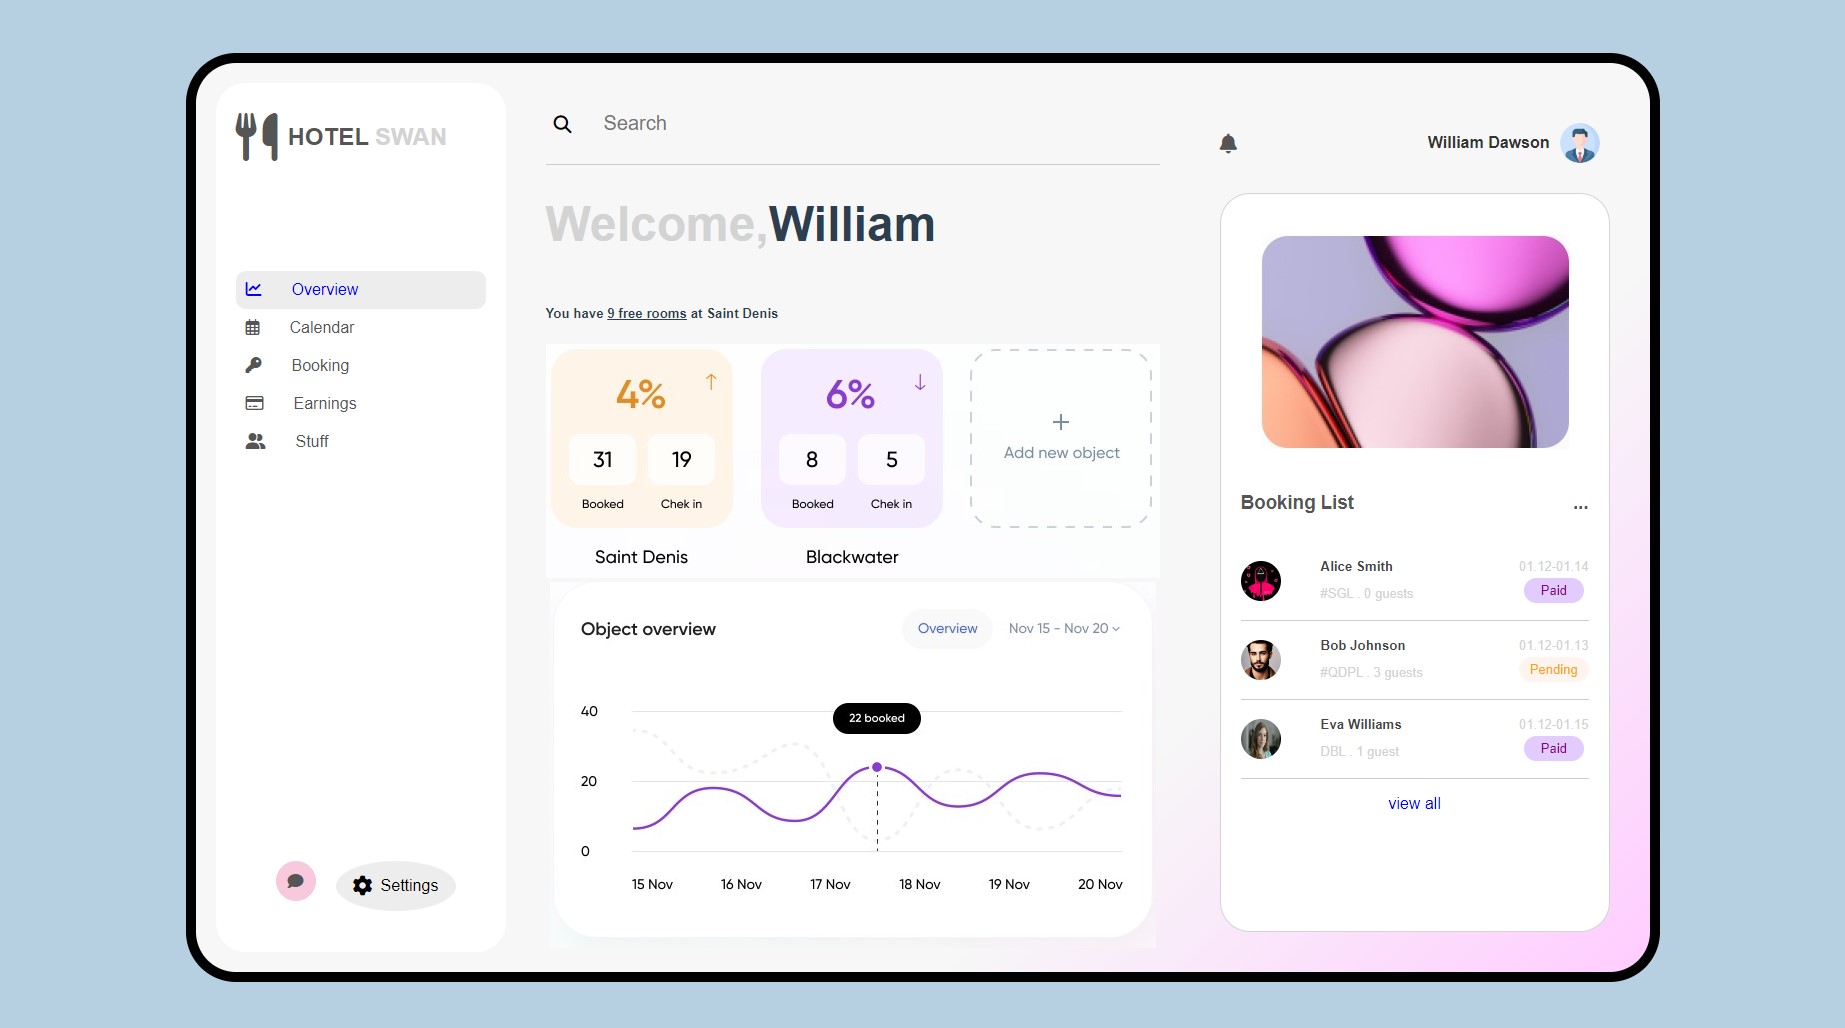 HOTEL SWAN
Overview
Calendar
Booking
Earnings
Stuff
Settings
Search
Welcome,William
You have 9 free rooms at Saint Denis
4%
31
19
Booked
Chek in
Saint Denis
6%
8
5
Booked
Chek in
Blackwater
Add new object
Object overview
Overview
Nov 15 - Nov 20
22 booked
40
20
0
15 Nov
16 Nov
17 Nov
18 Nov
19 Nov
20 Nov
William Dawson
Booking List
...
Alice Smith
01.12-01.14
#SGL . 0 guests
Paid
Bob Johnson
01.12-01.13
#QDPL . 3 guests
Pending
Eva Williams
01.12-01.15
DBL . 1 guest
Paid
view all